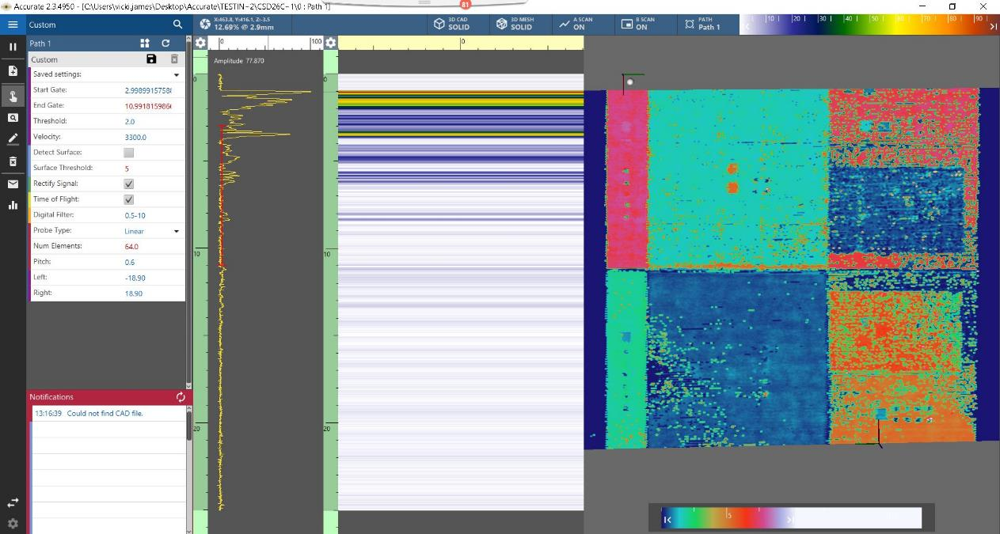 Accurate 2.3.4950 - [C:\Users\vicki.james\Desktop\Accurate\TESTIN~2\CSD26C~1\0 : Path 1]
81
Custom
X:463.8, Y:416.1, Z:-3.5
12.69% @ 2.9mm
3D CAD
SOLID
3D MESH
SOLID
A SCAN
ON
B SCAN
ON
PATH
Path 1
10 20 30 40 50 60 70 80 90
Path 1
Custom
Saved settings:
Start Gate: 2.9989915758
End Gate: 10.991815986
Threshold: 2.0
Velocity: 3300.0
Detect Surface:
Surface Threshold: 5
Rectify Signal:
Time of Flight:
Digital Filter: 0.5-10
Probe Type: Linear
Num Elements: 64.0
Pitch: 0.6
Left: -18.90
Right: 18.90
Notifications
13:16:39 Could not find CAD file.
0 100
Amplitude 77.870
0
10
20
0
0
10
20
5